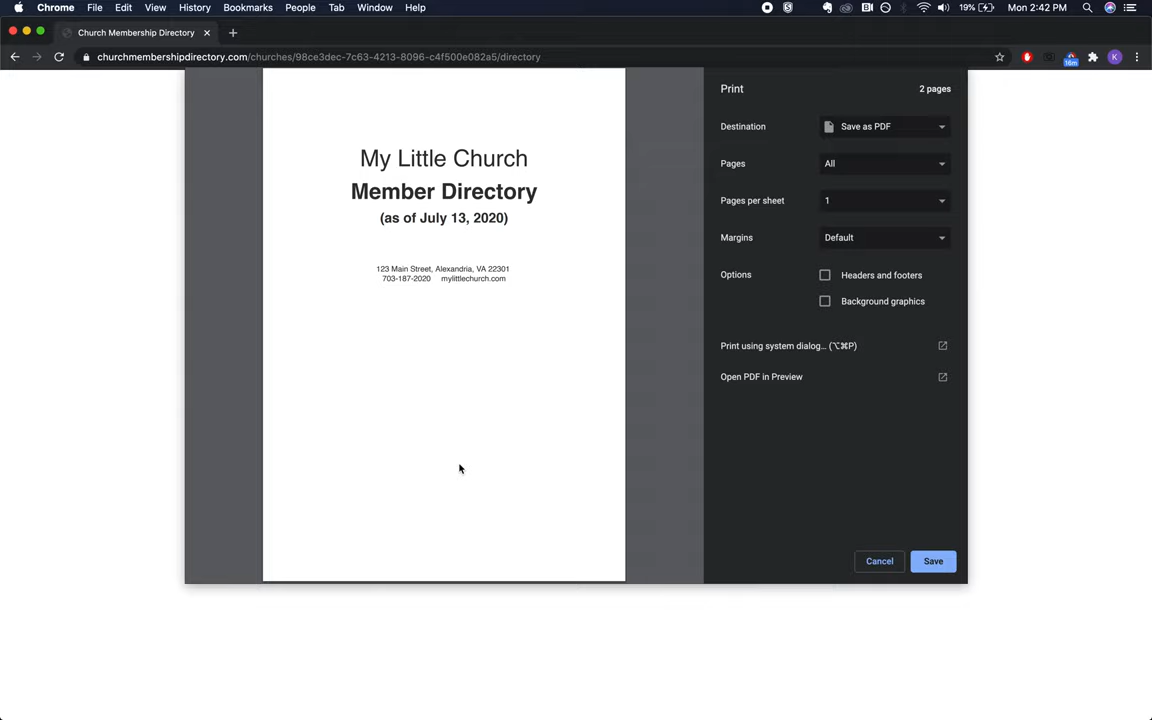 Chrome File Edit View History Bookmarks People Tab Window Help 19% Mon 2:42 PM
Church Membership Directory
churchmembershipdirectory.com/churches/98ce3dec-7c63-4213-8096-c4f500e082a5/directory
16m K
Print 2 pages
My Little Church
Member Directory
(as of July 13, 2020)
123 Main Street, Alexandria, VA 22301
703-187-2020 mylittlechurch.com
Destination Save as PDF
Pages All
Pages per sheet 1
Margins Default
Options Headers and footers
Background graphics
Print using system dialog... (⌥⌘P)
Open PDF in Preview
Cancel Save